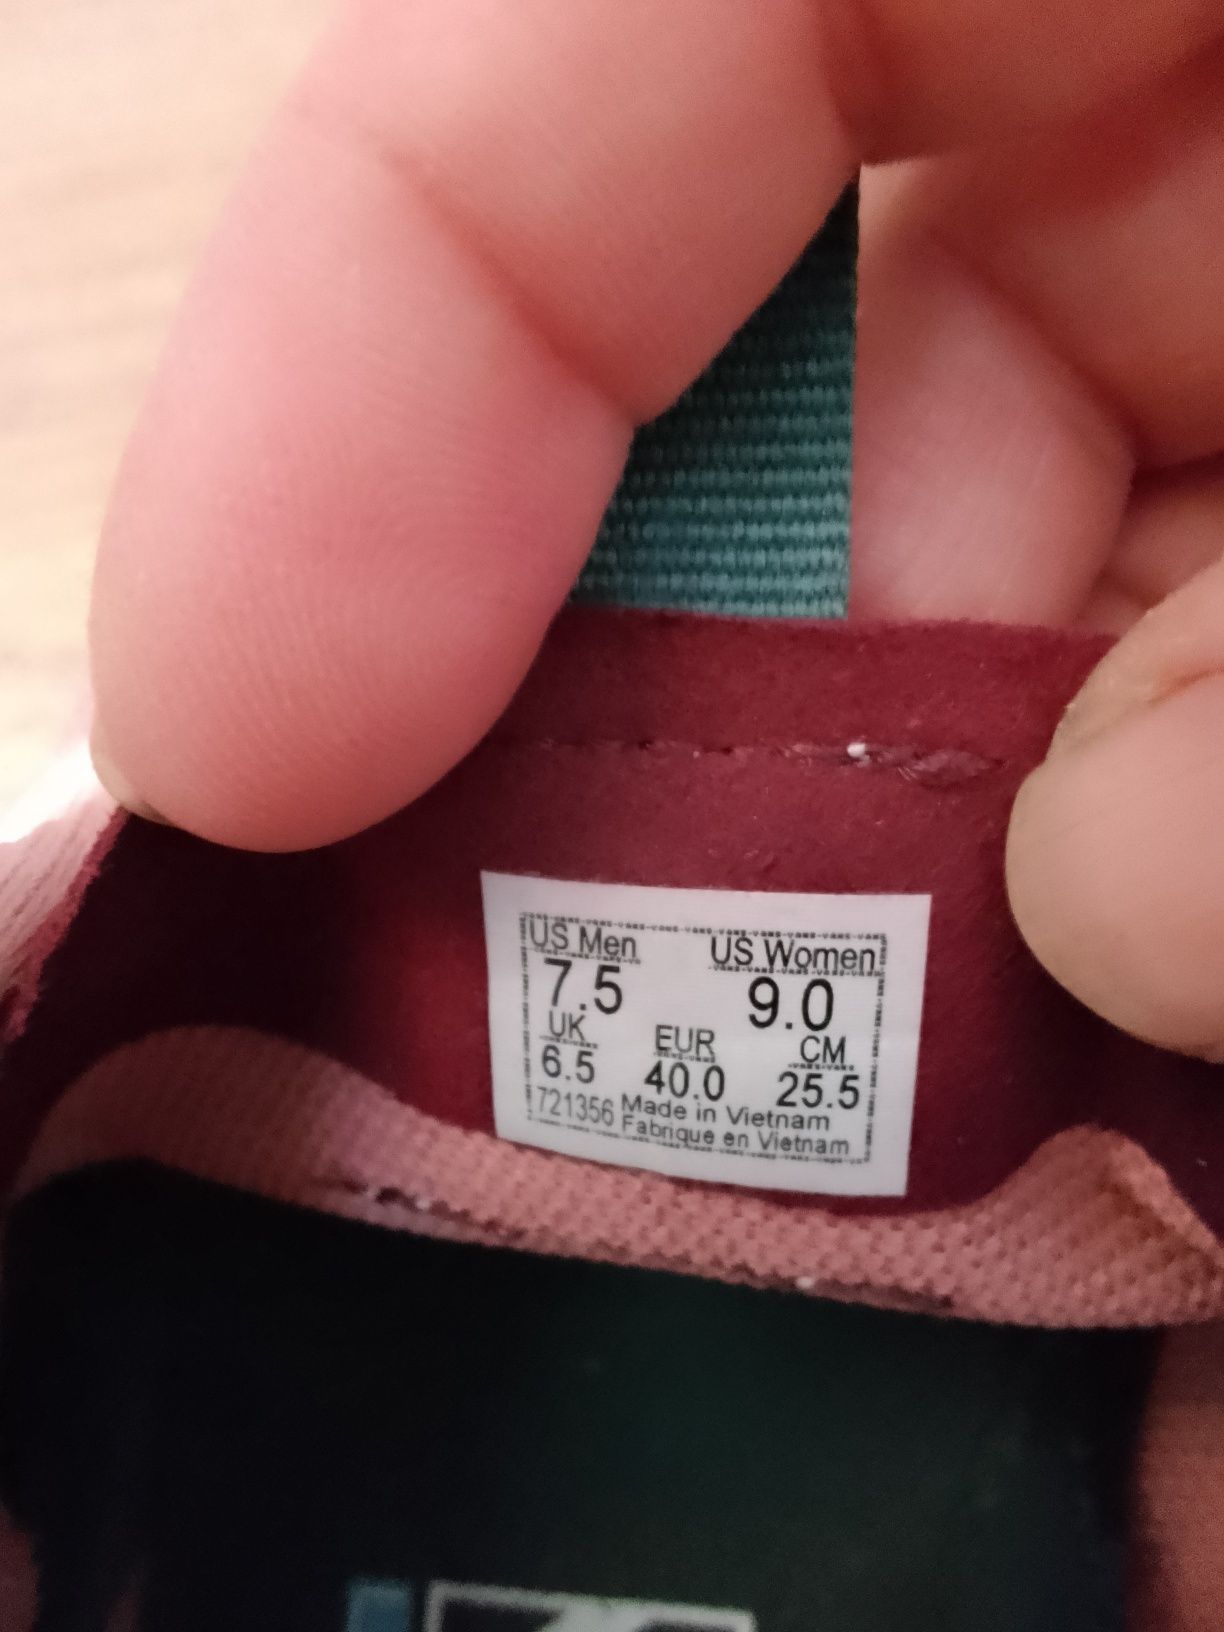 US Men US Women
7.5 9.0
UK EUR CM
6.5 40.0 25.5
721356 Made in Vietnam
Fabrique en Vietnam